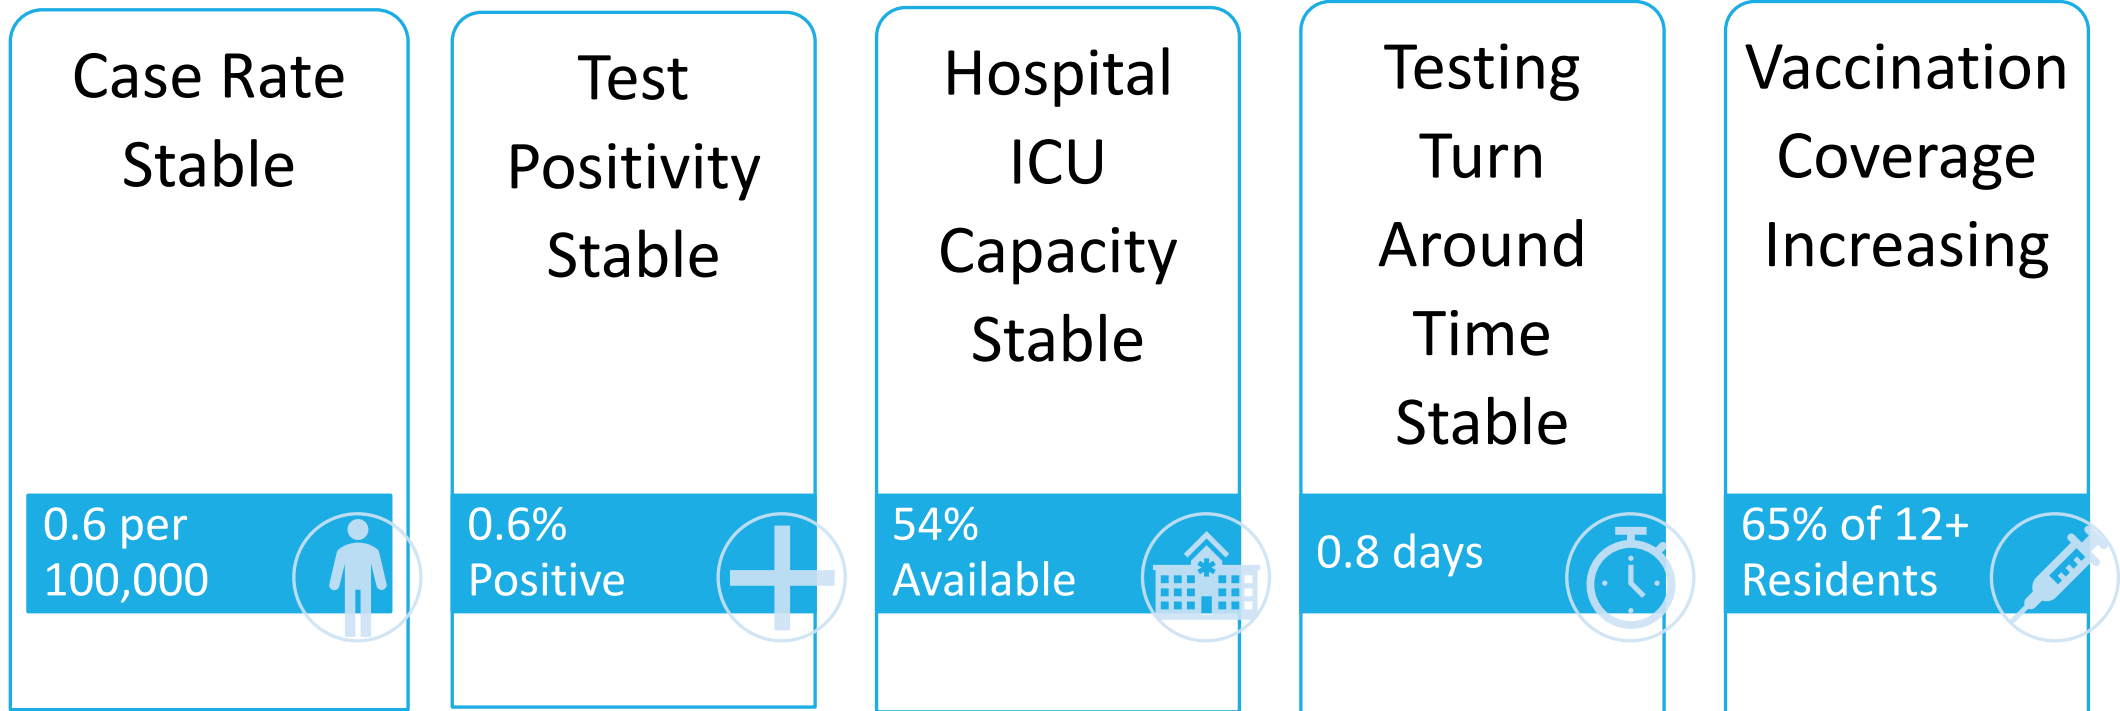 Case Rate
Stable
0.6 per
100,000
Test
Positivity
Stable
0.6%
Positive
Hospital
ICU
Capacity
Stable
54%
Available
Testing
Turn
Around
Time
Stable
0.8 days
Vaccination
Coverage
Increasing
65% of 12+
Residents